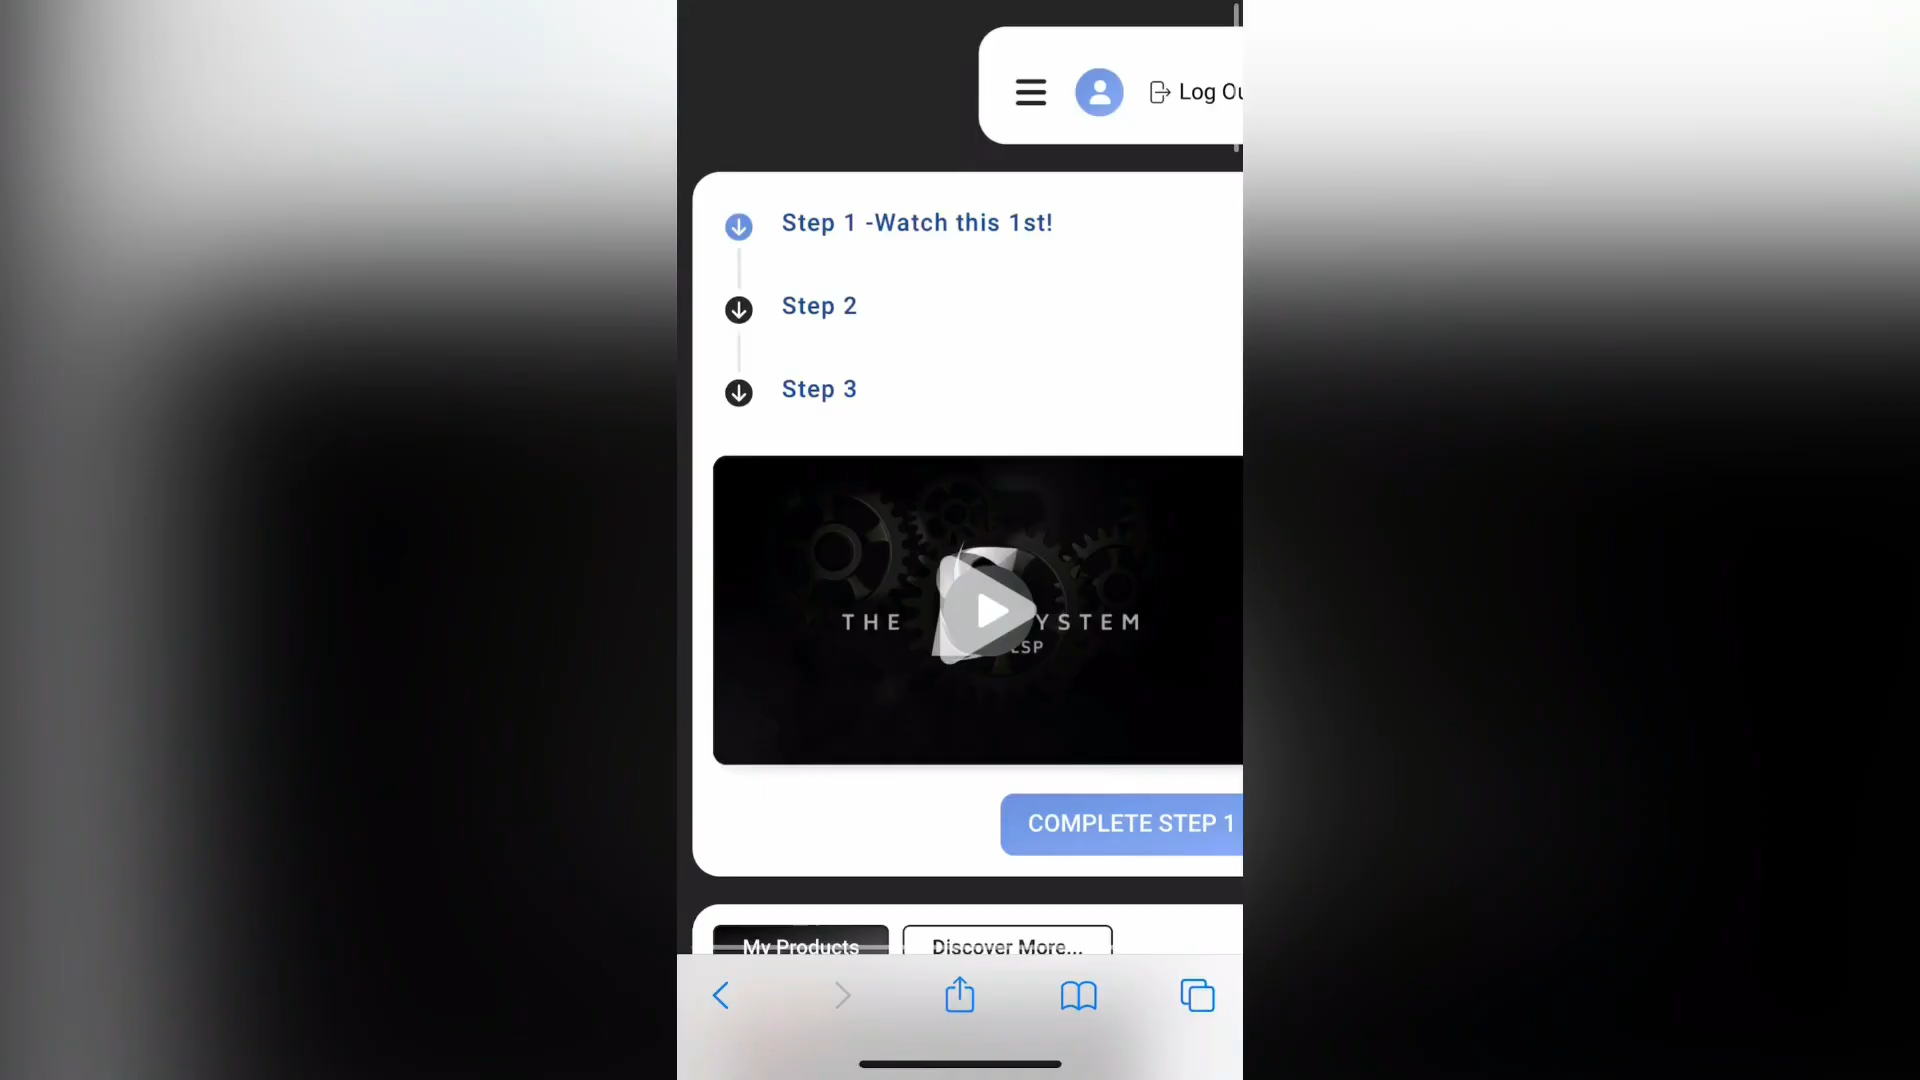 Log Ou
Step 1 -Watch this 1st!
Step 2
Step 3
THE YSTEM
LSP
COMPLETE STEP 1
My Products
Discover More...